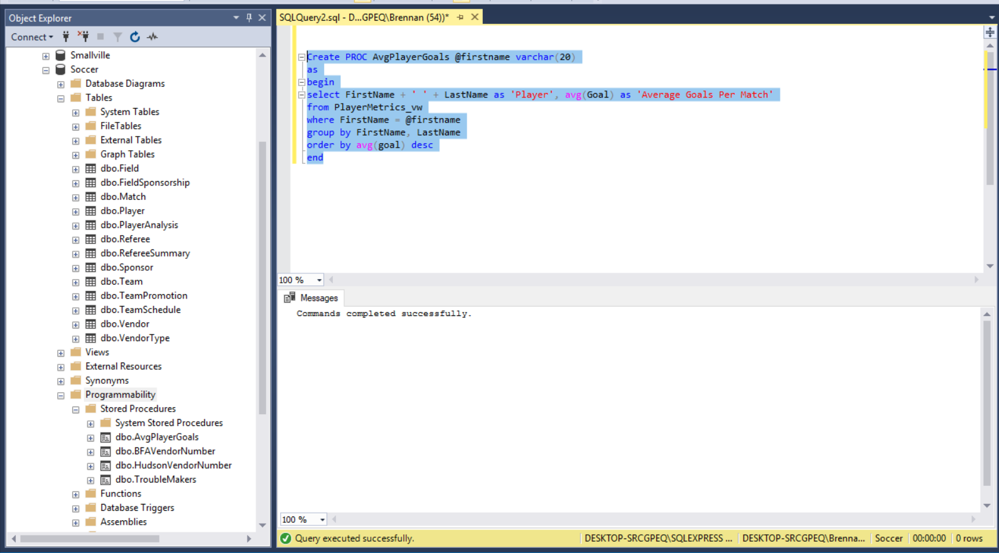 Object Explorer
Connect
Smallville
Soccer
Database Diagrams
Tables
System Tables
FileTables
External Tables
Graph Tables
dbo.Field
dbo.FieldSponsorship
dbo.Match
dbo.Player
dbo.PlayerAnalysis
dbo.Referee
dbo.RefereeSummary
dbo.Sponsor
dbo.Team
dbo.TeamPromotion
dbo.TeamSchedule
dbo.Vendor
dbo.VendorType
Views
External Resources
Synonyms
Programmability
Stored Procedures
System Stored Procedures
dbo.AvgPlayerGoals
dbo.BFAVendorNumber
dbo.HudsonVendorNumber
dbo.TroubleMakers
Functions
Database Triggers
Assemblies
SQLQuery2.sql - D...GPEQ\Brennan (54))*
Create PROC AvgPlayerGoals @firstname varchar(20)
as
begin
select FirstName + ' ' + LastName as 'Player', avg(Goal) as 'Average Goals Per Match'
from PlayerMetrics_vw
where FirstName = @firstname
group by FirstName, LastName
order by avg(goal) desc
end
100 %
Messages
Commands completed successfully.
100 %
Query executed successfully. DESKTOP-SRCGPEQ\SQLEXPRESS ... DESKTOP-SRCGPEQ\Brenna... Soccer 00:00:00 0 rows